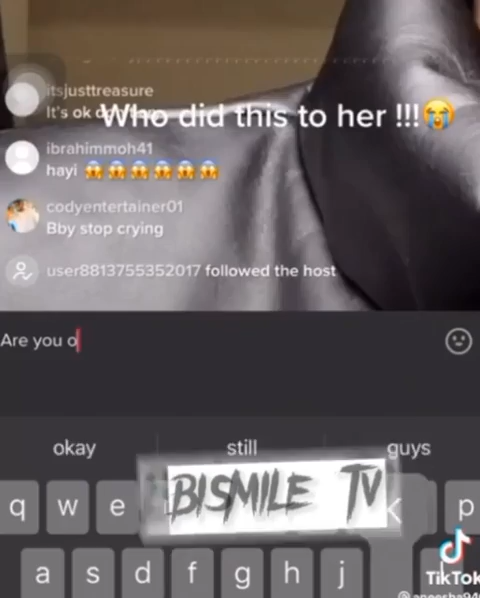 itsjusttreasure
It's ok
Who did this to her !!!😭
ibrahimmoh41
hayi 😱😱😱😱😱😱
codyentertainer01
Bby stop crying
user8813755352017 followed the host
Are you o
okay still guys
q w e p
BISMILE TV
a s d f g h j
TikTok